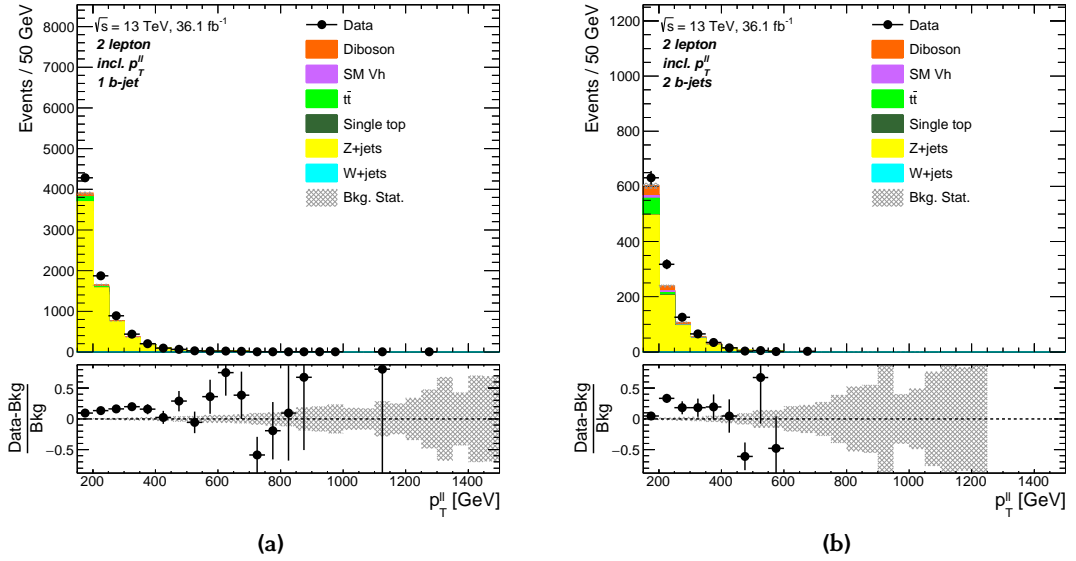 √s = 13 TeV, 36.1 fb⁻¹
2 lepton
incl. p_T^ll
1 b-jet
Data
Diboson
SM Vh
tt̄
Single top
Z+jets
W+jets
Bkg. Stat.
Events / 50 GeV
8000
7000
6000
5000
4000
3000
2000
1000
0
Data-Bkg
Bkg
0.5
0
−0.5
200 400 600 800 1000 1200 1400
p_T^ll [GeV]
(a)
√s = 13 TeV, 36.1 fb⁻¹
2 lepton
incl. p_T^ll
2 b-jets
Data
Diboson
SM Vh
tt̄
Single top
Z+jets
W+jets
Bkg. Stat.
Events / 50 GeV
1200
1000
800
600
400
200
0
Data-Bkg
Bkg
0.5
0
−0.5
200 400 600 800 1000 1200 1400
p_T^ll [GeV]
(b)